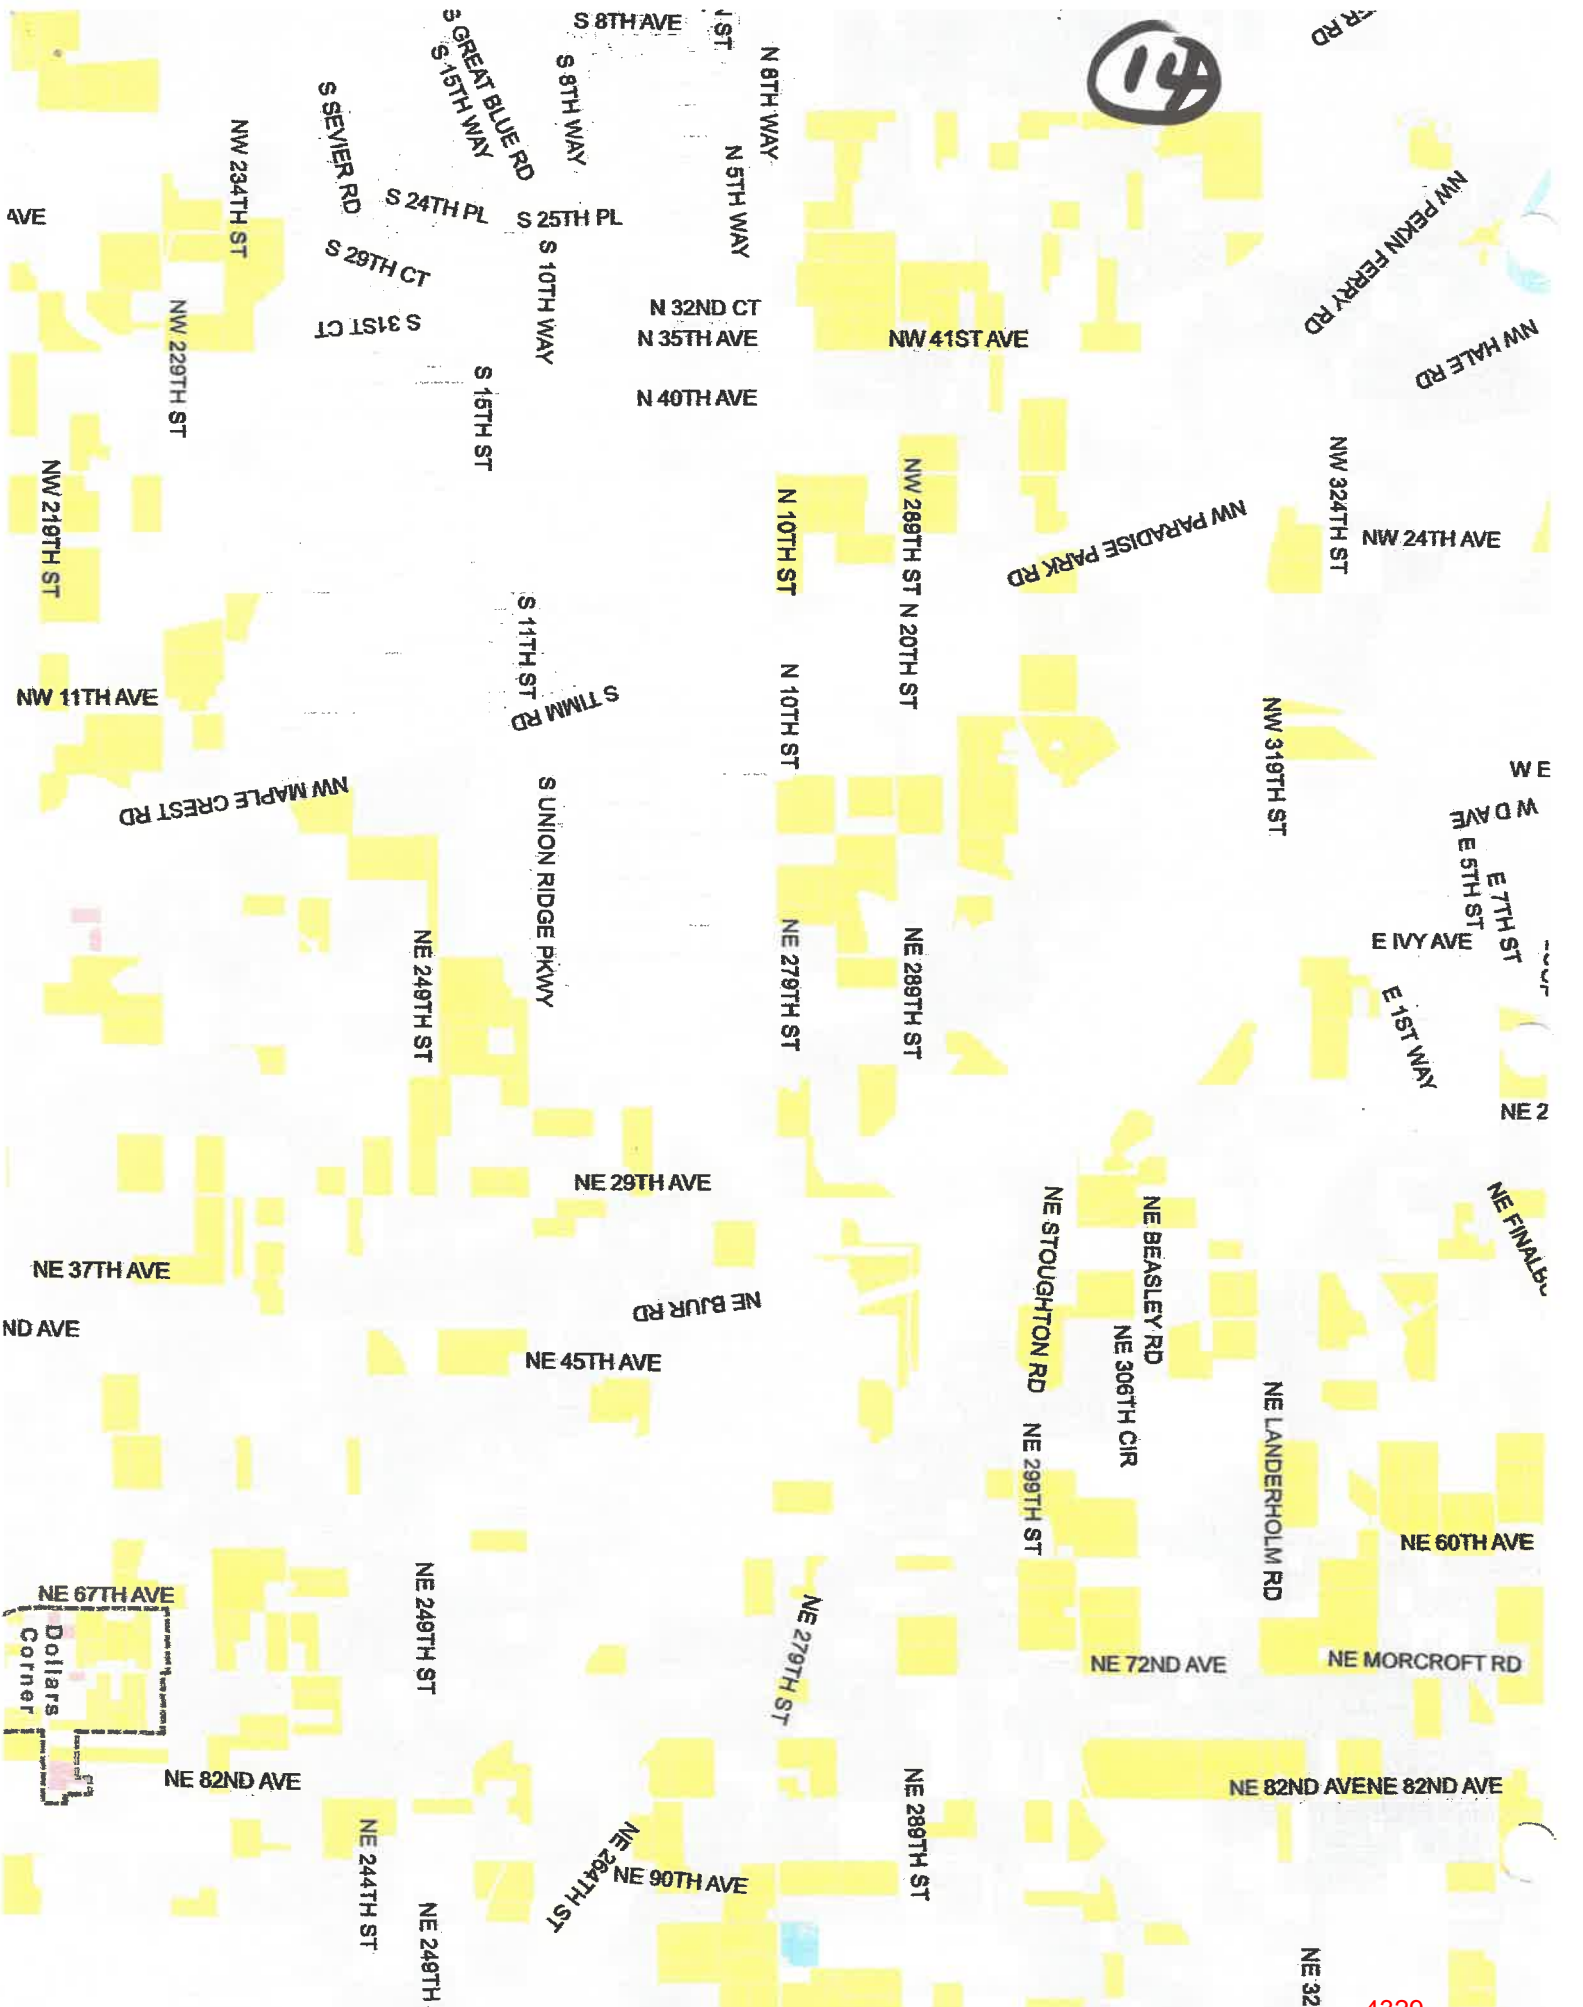 S 8TH AVE
ST
14A
ER RD
S GREAT BLUE RD
S 15TH WAY
S 8TH WAY
N 8TH WAY
S SEVIER RD
NW 234TH ST
N 5TH WAY
AVE
S 24TH PL
S 25TH PL
NW PEKIN FERRY RD
S 29TH CT
S 10TH WAY
S 31ST CT
N 32ND CT
N 35TH AVE
NW 41ST AVE
NW HALE RD
NW 229TH ST
S 15TH ST
N 40TH AVE
NW 219TH ST
N 10TH ST
NW 289TH ST
NW PARADISE PARK RD
NW 324TH ST
NW 24TH AVE
S 11TH ST
N 20TH ST
NW 11TH AVE
S TIMM RD
N 10TH ST
NW 319TH ST
W E
NW MAPLE CREST RD
S UNION RIDGE PKWY
W D AVE
E 5TH ST
E 7TH ST
NE 249TH ST
NE 279TH ST
NE 289TH ST
E IVY AVE
E 1ST WAY
NE 2
NE 29TH AVE
NE STOUGHTON RD
NE BEASLEY RD
NE FINALBU
NE 37TH AVE
NE BJUR RD
ND AVE
NE 45TH AVE
NE 306TH CIR
NE LANDERHOLM RD
NE 299TH ST
NE 60TH AVE
NE 67TH AVE
NE 249TH ST
NE 279TH ST
Dollars
Corner
NE 72ND AVE
NE MORCROFT RD
NE 82ND AVE
NE 289TH ST
NE 82ND AVENE 82ND AVE
NE 244TH ST
NE 264TH ST
NE 90TH AVE
NE 249TH
NE 32